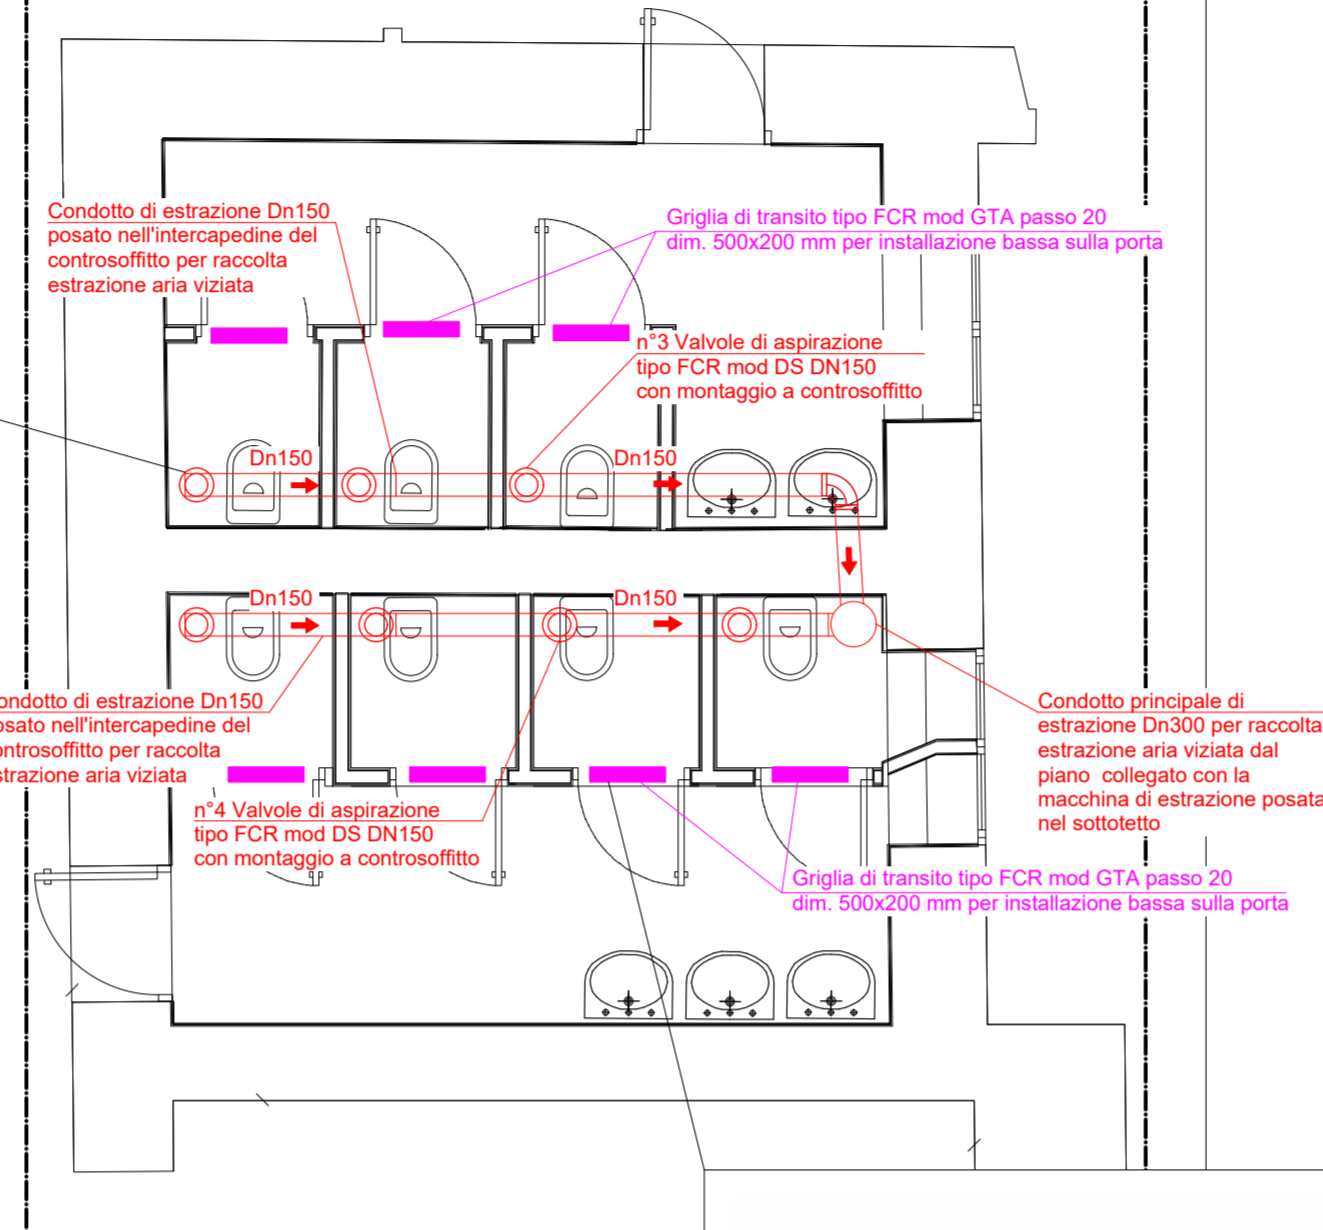 Condotto di estrazione Dn150
posato nell'intercapedine del
controsoffitto per raccolta
estrazione aria viziata
Griglia di transito tipo FCR mod GTA passo 20
dim. 500x200 mm per installazione bassa sulla porta
n°3 Valvole di aspirazione
tipo FCR mod DS DN150
con montaggio a controsoffitto
Dn150
Dn150
Dn150
Dn150
ondotto di estrazione Dn150
osato nell'intercapedine del
ontrosoffitto per raccolta
strazione aria viziata
n°4 Valvole di aspirazione
tipo FCR mod DS DN150
con montaggio a controsoffitto
Condotto principale di
estrazione Dn300 per raccolta
estrazione aria viziata dal
piano collegato con la
macchina di estrazione posata
nel sottotetto
Griglia di transito tipo FCR mod GTA passo 20
dim. 500x200 mm per installazione bassa sulla porta